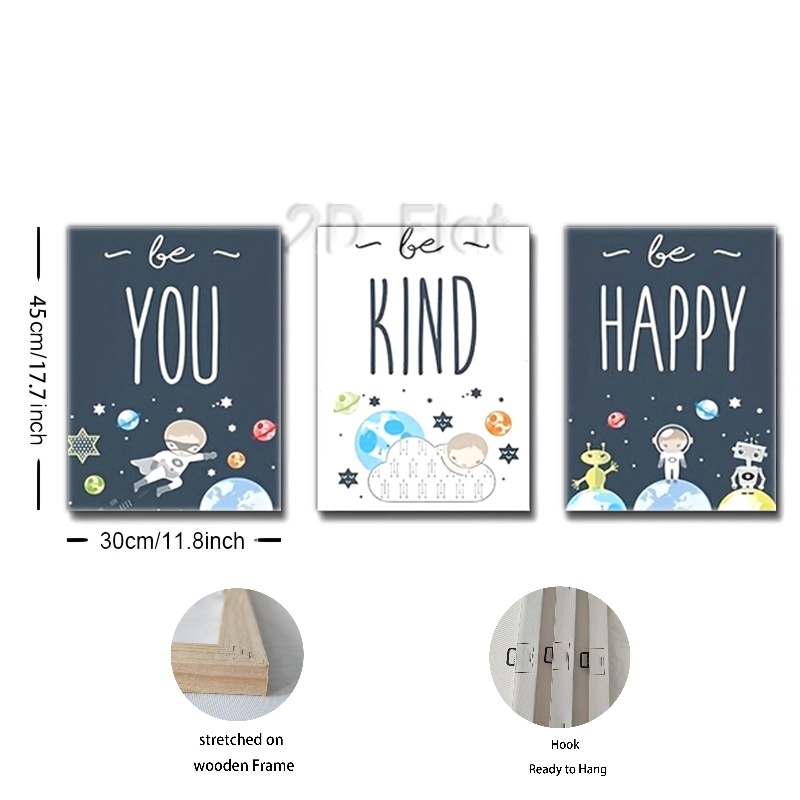 2D Flat
be
YOU
be
KIND
be
HAPPY
45cm/17.7inch
30cm/11.8inch
stretched on
wooden Frame
Hook
Ready to Hang